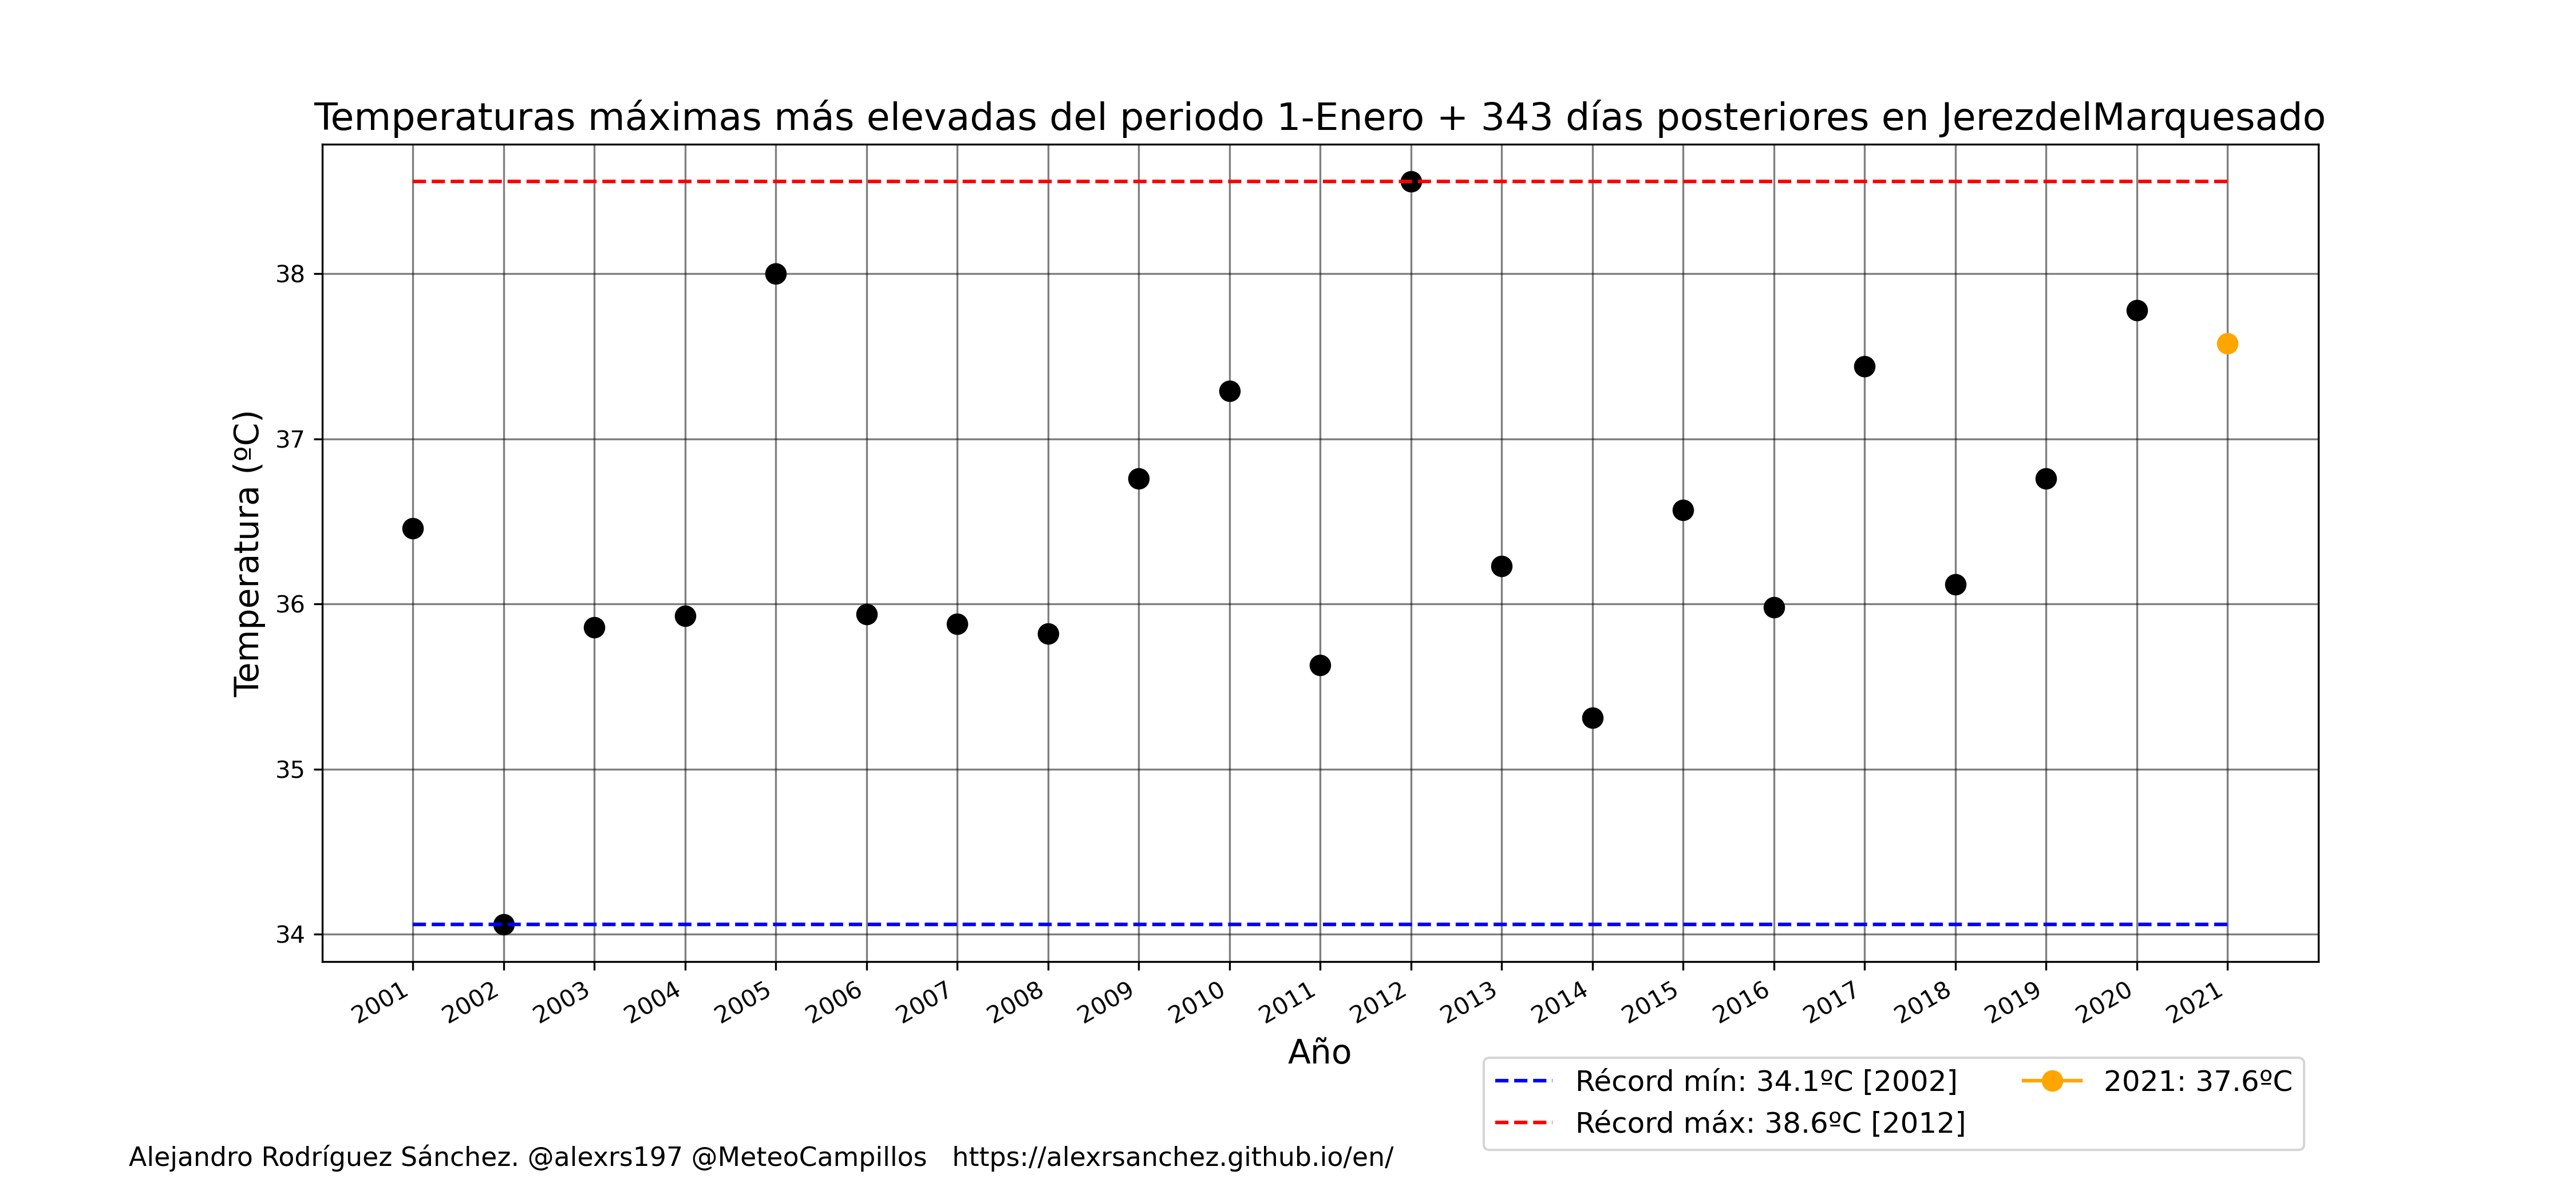 Temperaturas máximas más elevadas del periodo 1-Enero + 343 días posteriores en JerezdelMarquesado
Temperatura (ºC)
38
37
36
35
34
2001 2002 2003 2004 2005 2006 2007 2008 2009 2010 2011 2012 2013 2014 2015 2016 2017 2018 2019 2020 2021
Año
Récord mín: 34.1ºC [2002]
Récord máx: 38.6ºC [2012]
2021: 37.6ºC
Alejandro Rodríguez Sánchez. @alexrs197 @MeteoCampillos https://alexrsanchez.github.io/en/